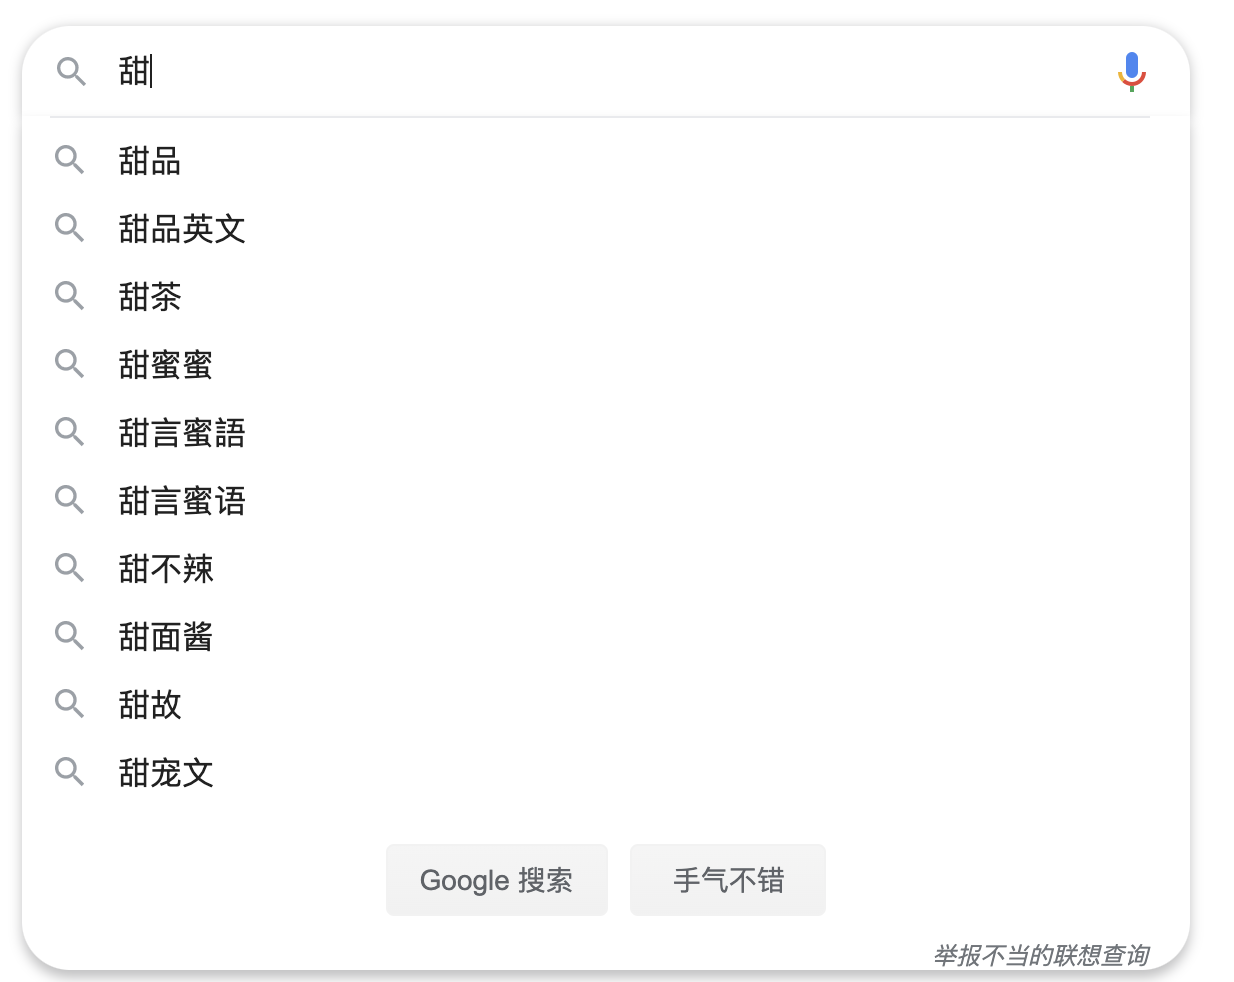 甜
甜品
甜品英文
甜茶
甜蜜蜜
甜言蜜語
甜言蜜语
甜不辣
甜面酱
甜故
甜宠文
Google 搜索
手气不错
举报不当的联想查询